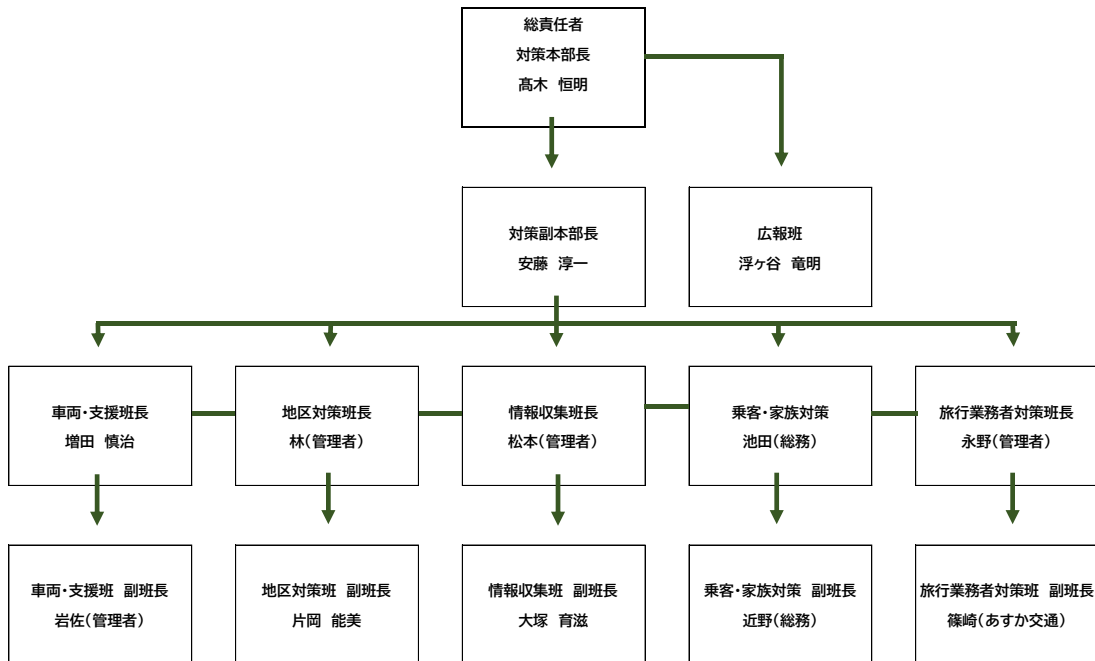 総責任者
対策本部長
髙木 恒明
対策副本部長
安藤 淳一
広報班
浮ヶ谷 竜明
車両・支援班長
増田 慎治
地区対策班長
林(管理者)
情報収集班長
松本(管理者)
乗客・家族対策
池田(総務)
旅行業務者対策班長
永野(管理者)
車両・支援班 副班長
岩佐(管理者)
地区対策班 副班長
片岡 能美
情報収集班 副班長
大塚 育滋
乗客・家族対策 副班長
近野(総務)
旅行業務者対策班 副班長
篠崎(あすか交通)